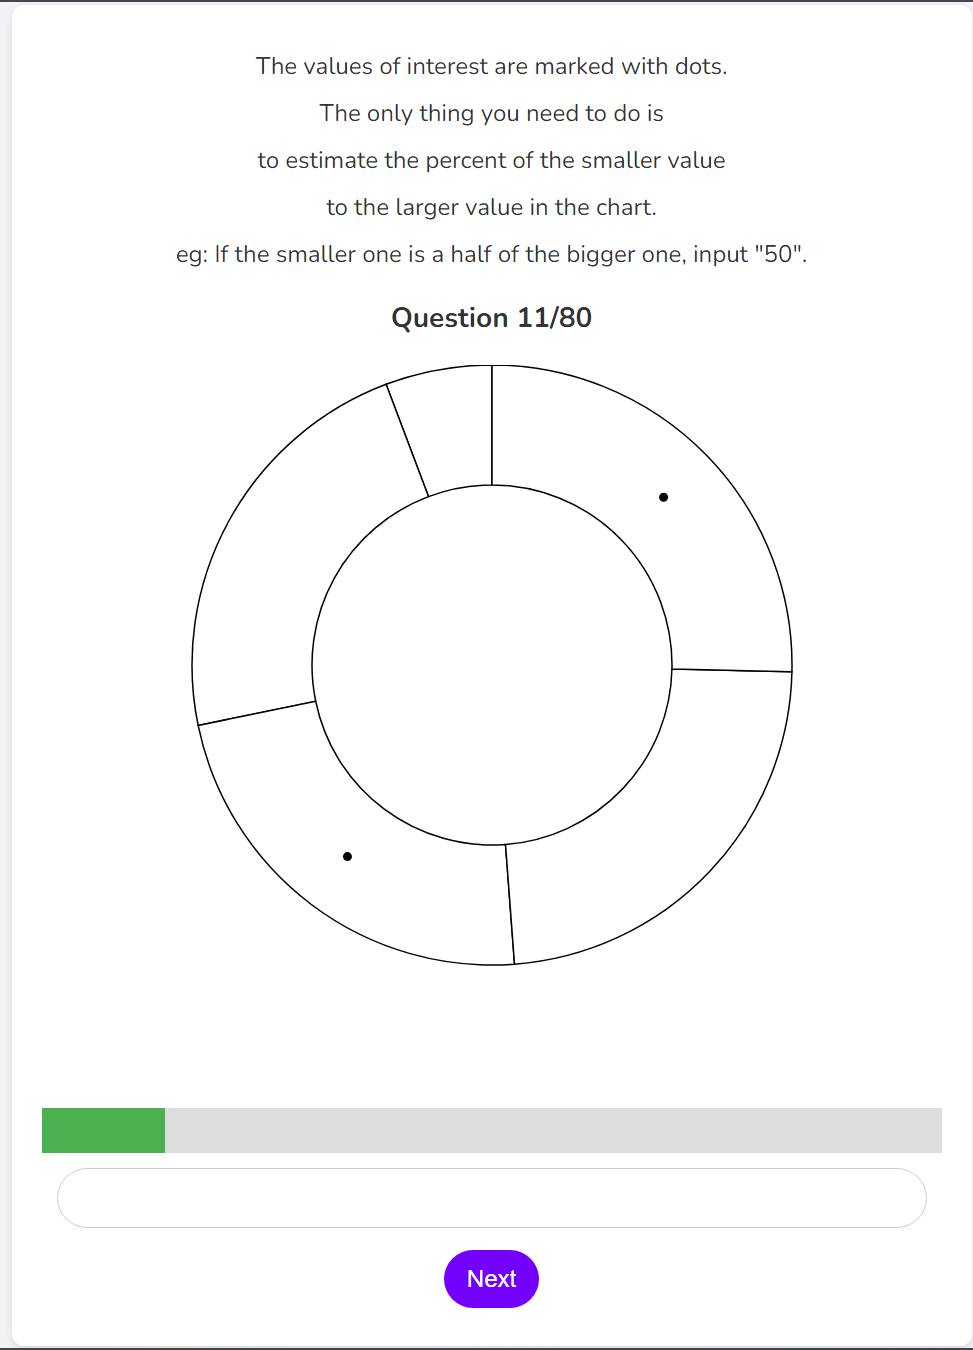 The values of interest are marked with dots.
The only thing you need to do is
to estimate the percent of the smaller value
to the larger value in the chart.
eg: If the smaller one is a half of the bigger one, input "50".
Question 11/80
Next